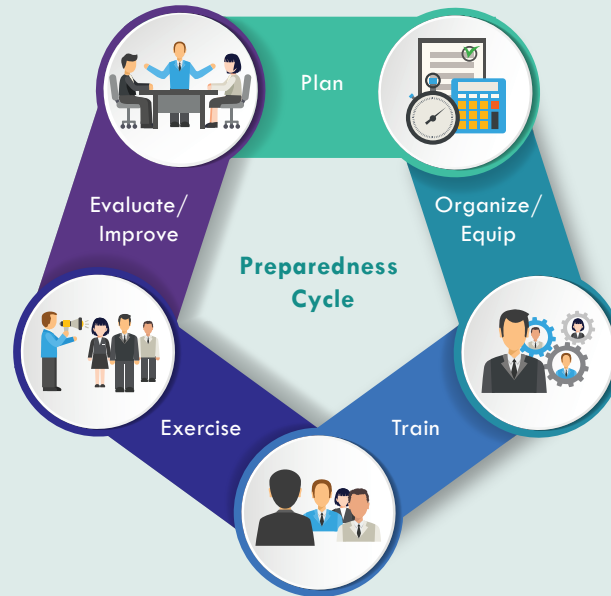 Plan
Organize/
Equip
Train
Exercise
Evaluate/
Improve
Preparedness
Cycle